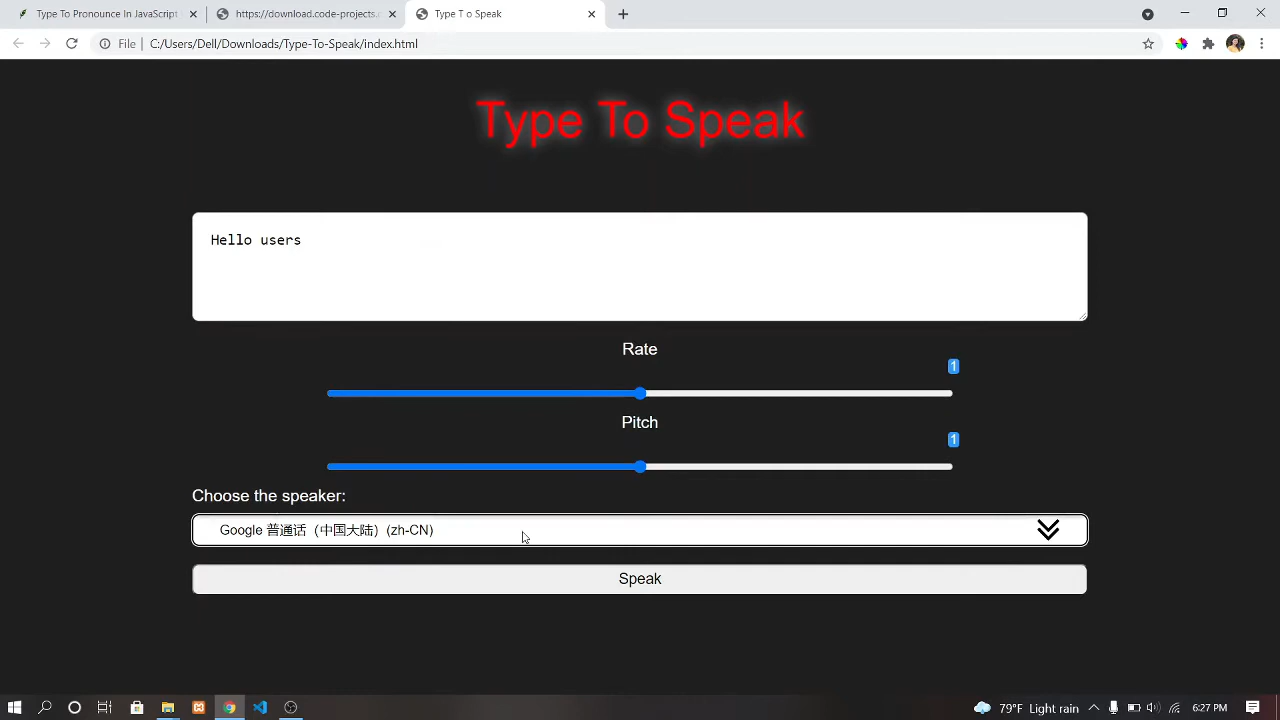 Type To Pronounce In JavaScript
https://download.code-projects.
Type T o Speak
File
C:/Users/Dell/Downloads/Type-To-Speak/index.html
Type To Speak
Hello users
Rate
1
Pitch
1
Choose the speaker:
Google 普通话（中国大陆）(zh-CN)
Speak
79°F Light rain
6:27 PM